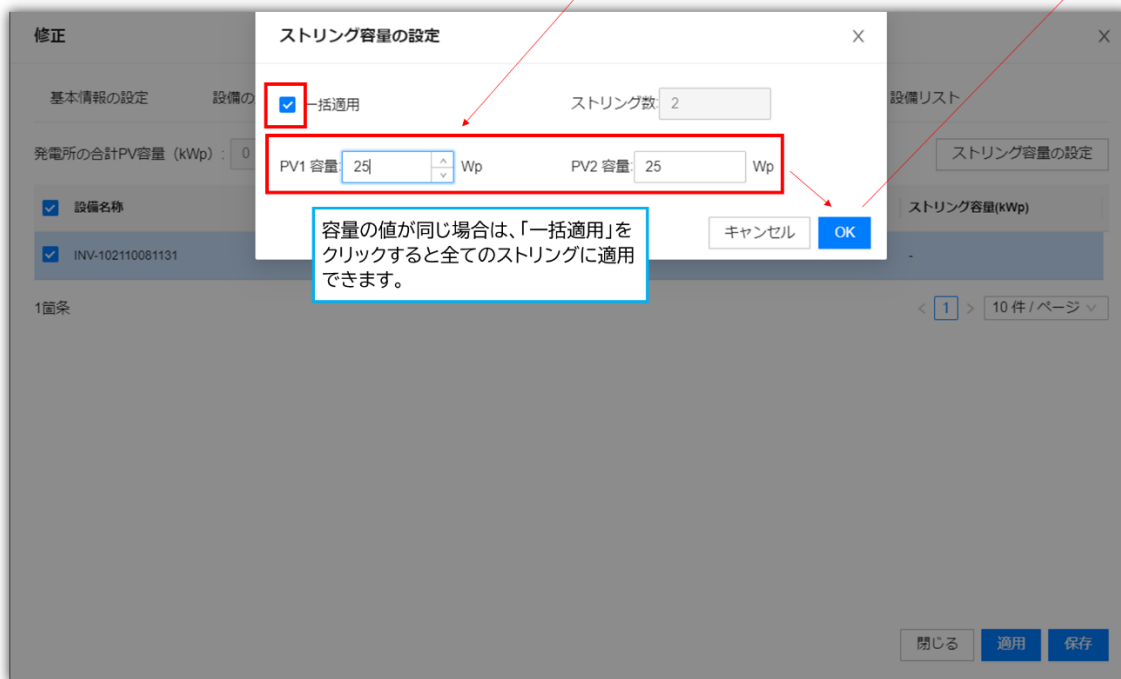 修正
ストリング容量の設定
基本情報の設定
設備の
一括適用
ストリング数: 2
設備リスト
発電所の合計PV容量（kWp）: 0
PV1 容量: 25 Wp
PV2 容量: 25 Wp
ストリング容量の設定
設備名称
ストリング容量(kWp)
キャンセル
OK
容量の値が同じ場合は、「一括適用」を
クリックすると全てのストリングに適用
できます。
INV-102110081131
-
1箇条
< 1 > 10 件 / ページ
閉じる
適用
保存